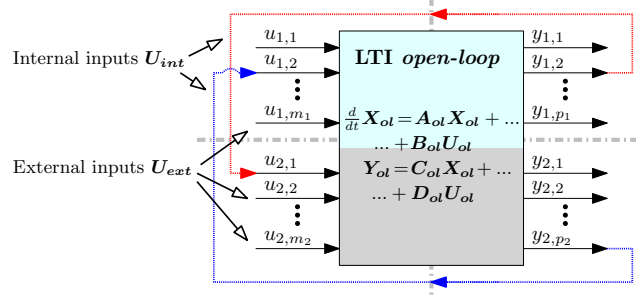 Internal inputs U_int
External inputs U_ext
u_{1,1}
u_{1,2}
⋮
u_{1,m_1}
u_{2,1}
u_{2,2}
⋮
u_{2,m_2}
LTI open-loop
d/dt X_ol = A_ol X_ol + ...
... + B_ol U_ol
Y_ol = C_ol X_ol + ...
... + D_ol U_ol
y_{1,1}
y_{1,2}
⋮
y_{1,p_1}
y_{2,1}
y_{2,2}
⋮
y_{2,p_2}